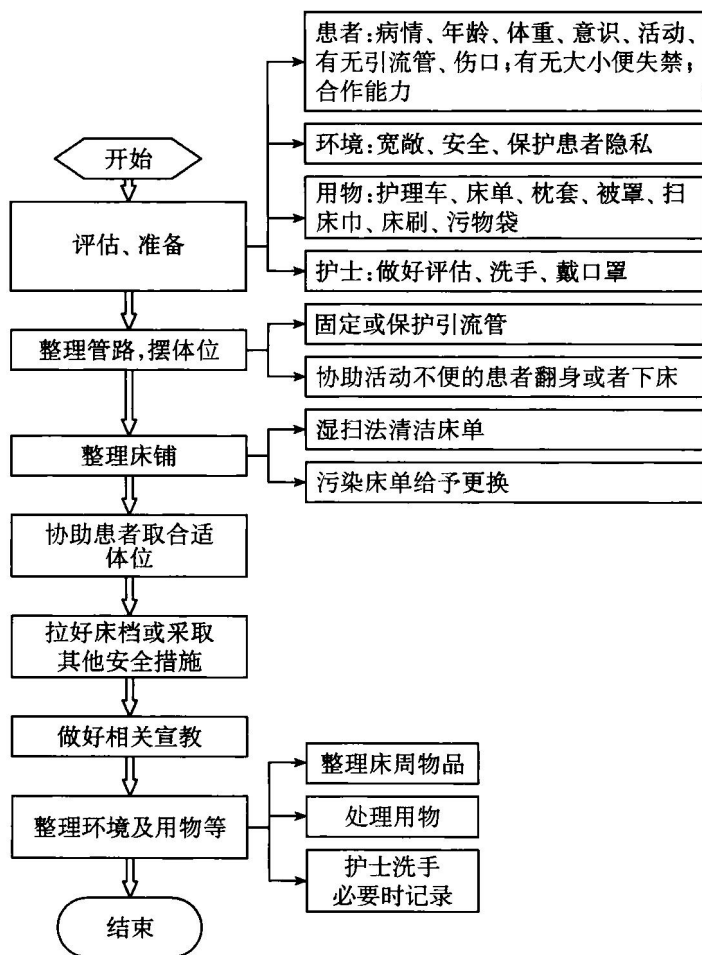 开始
评估、准备
患者:病情、年龄、体重、意识、活动、
有无引流管、伤口;有无大小便失禁;
合作能力
环境:宽敞、安全、保护患者隐私
用物:护理车、床单、枕套、被罩、扫
床巾、床刷、污物袋
护士:做好评估、洗手、戴口罩
整理管路,摆体位
固定或保护引流管
协助活动不便的患者翻身或者下床
整理床铺
湿扫法清洁床单
污染床单给予更换
协助患者取合适
体位
拉好床档或采取
其他安全措施
做好相关宣教
整理环境及用物等
整理床周物品
处理用物
护士洗手
必要时记录
结束